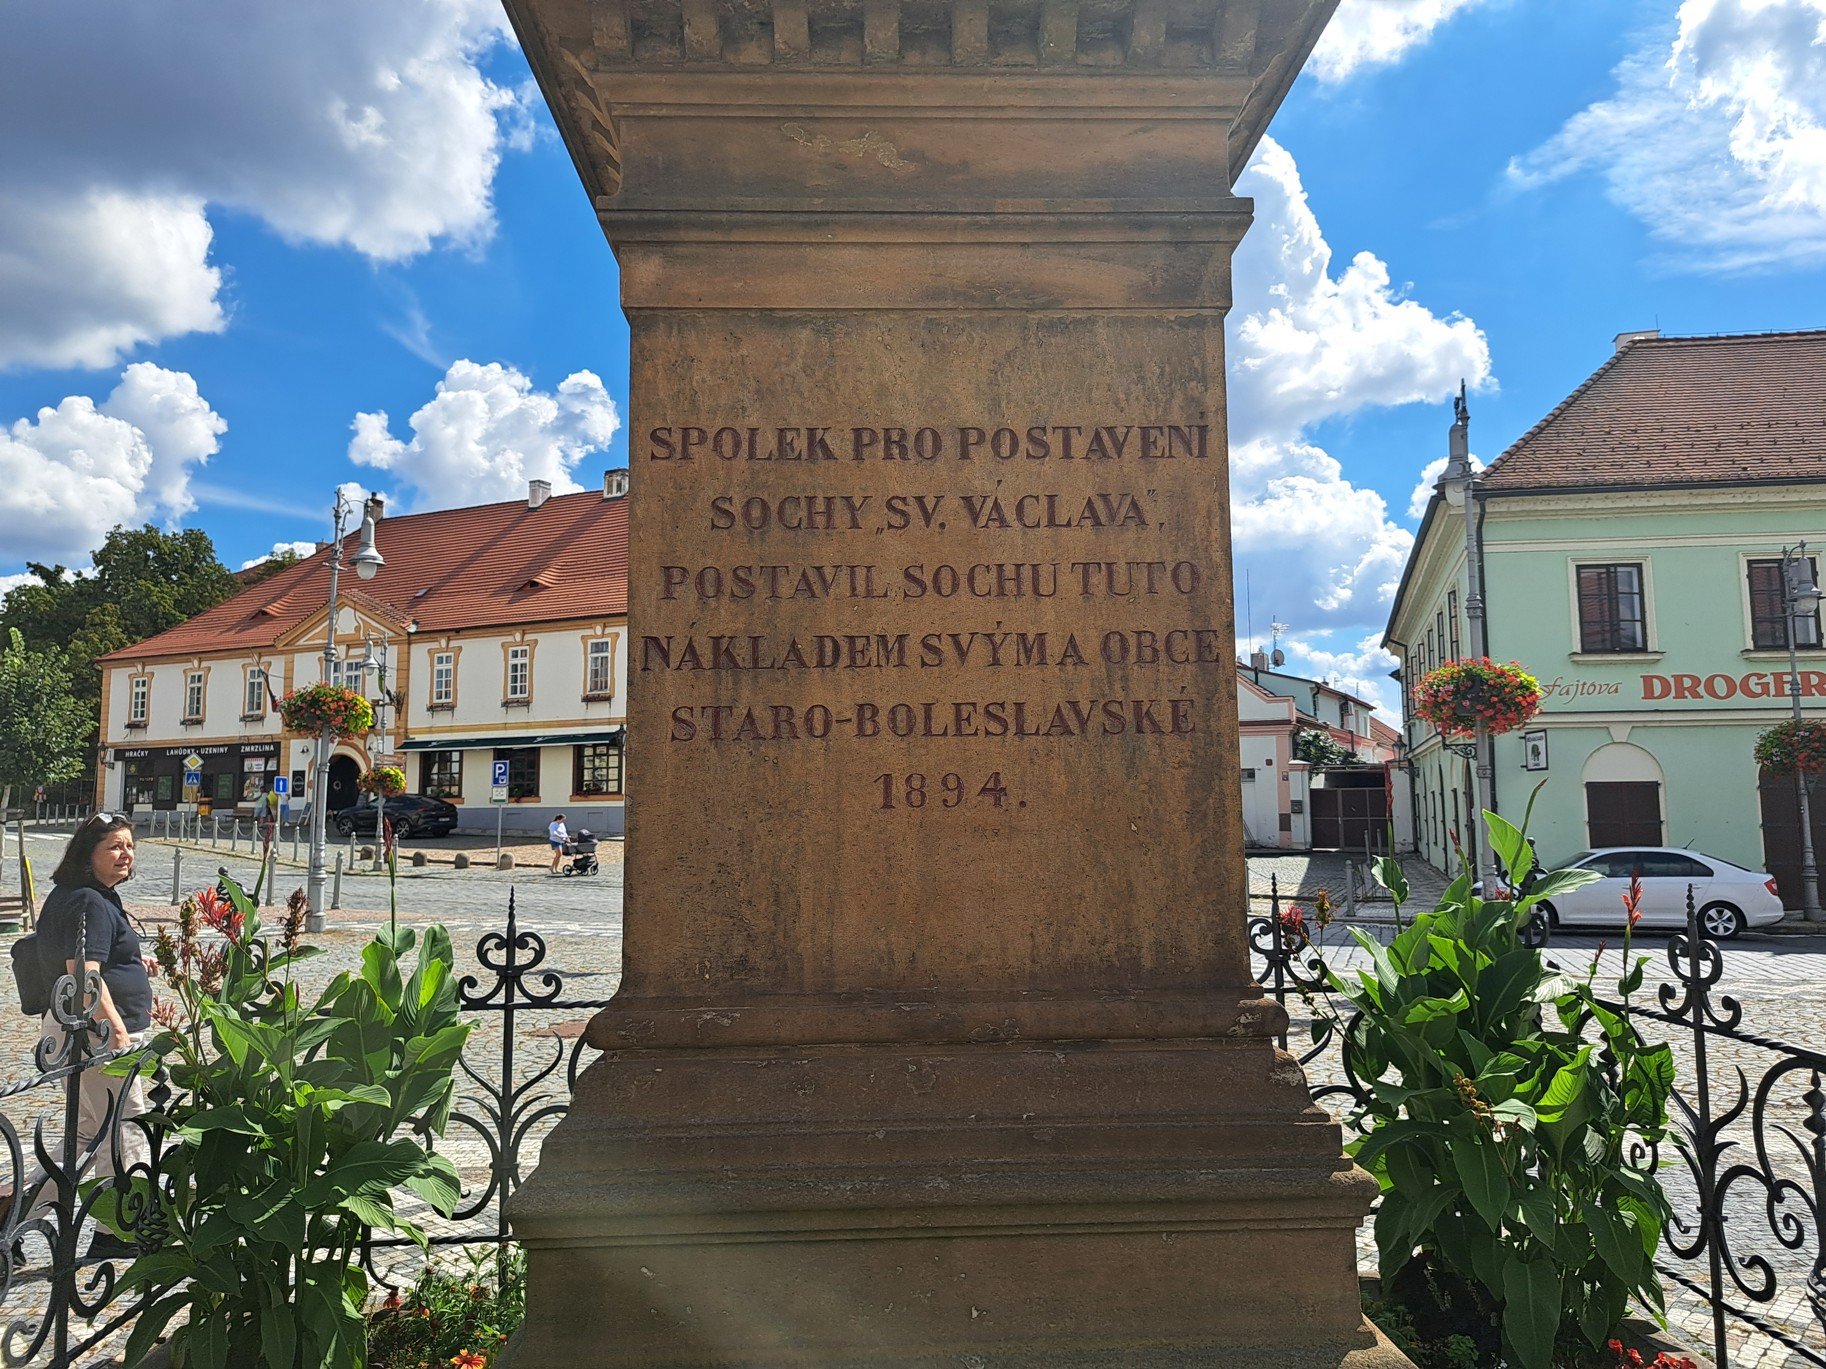 SPOLEK PRO POSTAVENÍ
SOCHY „SV. VÁCLAVA",
POSTAVIL SOCHU TUTO
NÁKLADEM SVÝM A OBCE
STARO-BOLESLAVSKÉ
1894.
HRAČKY LAHŮDKY • UZENINY ZMRZLINA
P
Fajtova DROGER